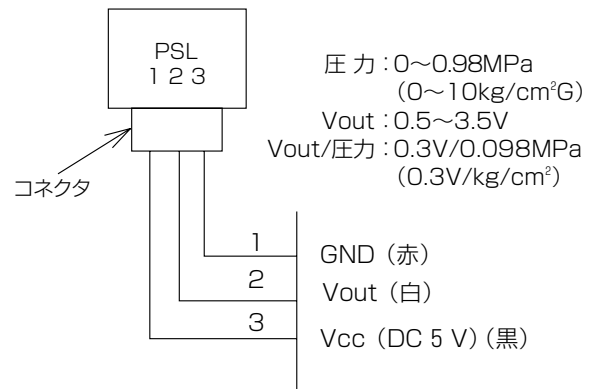 PSL
1 2 3
コネクタ
圧 力:0〜0.98MPa
(0〜10kg/cm²G)
Vout:0.5〜3.5V
Vout/圧力:0.3V/0.098MPa
(0.3V/kg/cm²)
1 GND(赤)
2 Vout(白)
3 Vcc(DC 5 V)(黒)